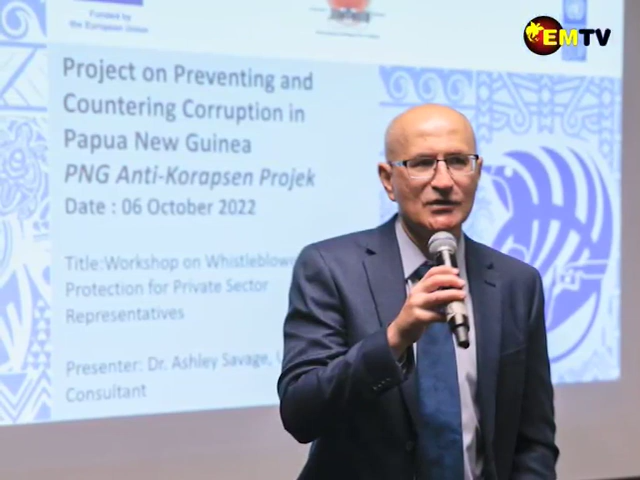 Funded by
the European Union
EMTV
Project on Preventing and
Countering Corruption in
Papua New Guinea
PNG Anti-Korapsen Projek
Date : 06 October 2022
Title:Workshop on Whistleblowe
Protection for Private Sector
Representatives
Presenter: Dr. Ashley Savage, U
Consultant